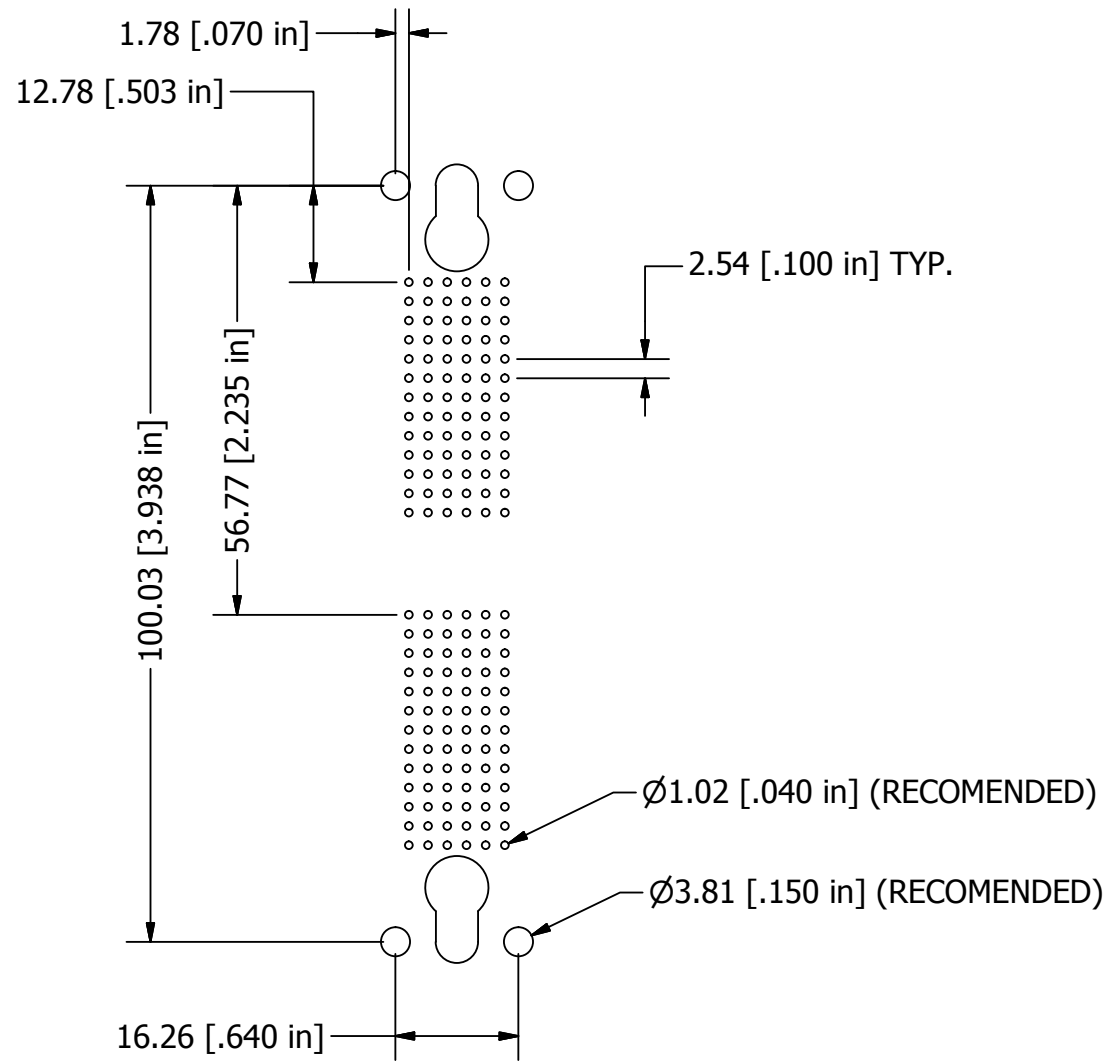 1.78 [.070 in]
12.78 [.503 in]
2.54 [.100 in] TYP.
56.77 [2.235 in]
100.03 [3.938 in]
Ø1.02 [.040 in] (RECOMENDED)
Ø3.81 [.150 in] (RECOMENDED)
16.26 [.640 in]